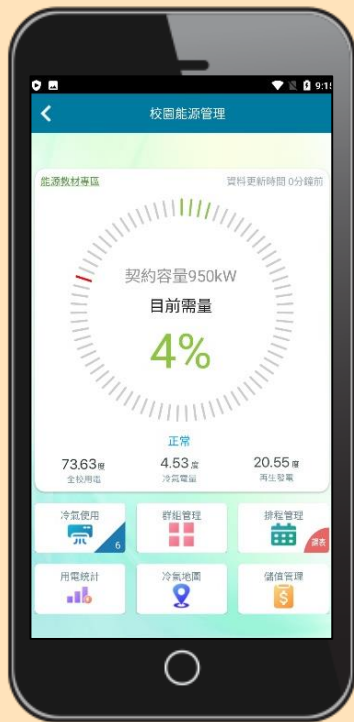 9:15
校園能源管理
能源教材專區
資料更新時間 0分鐘前
契約容量950kW
目前需量
4%
正常
73.63度
4.53度
20.55度
全校用電
冷氣電量
再生發電
冷氣使用
群組管理
排程管理
6
課表
用電統計
冷氣地圖
儲值管理